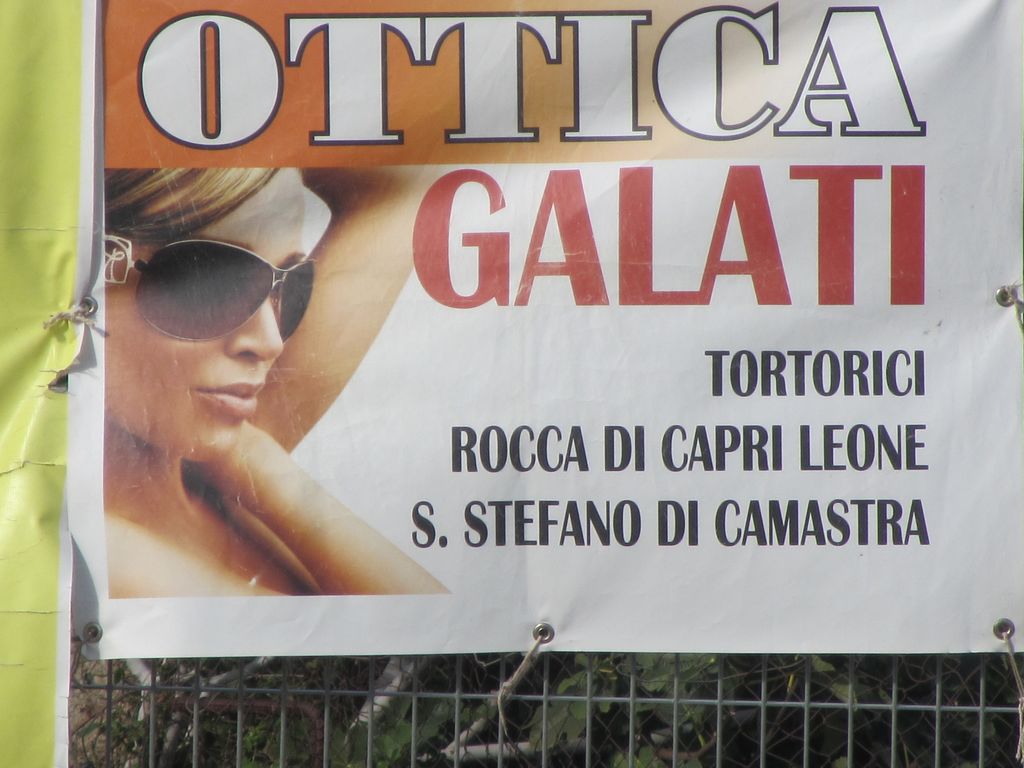 OTTICA
GALATI
TORTORICI
ROCCA DI CAPRI LEONE
S. STEFANO DI CAMASTRA